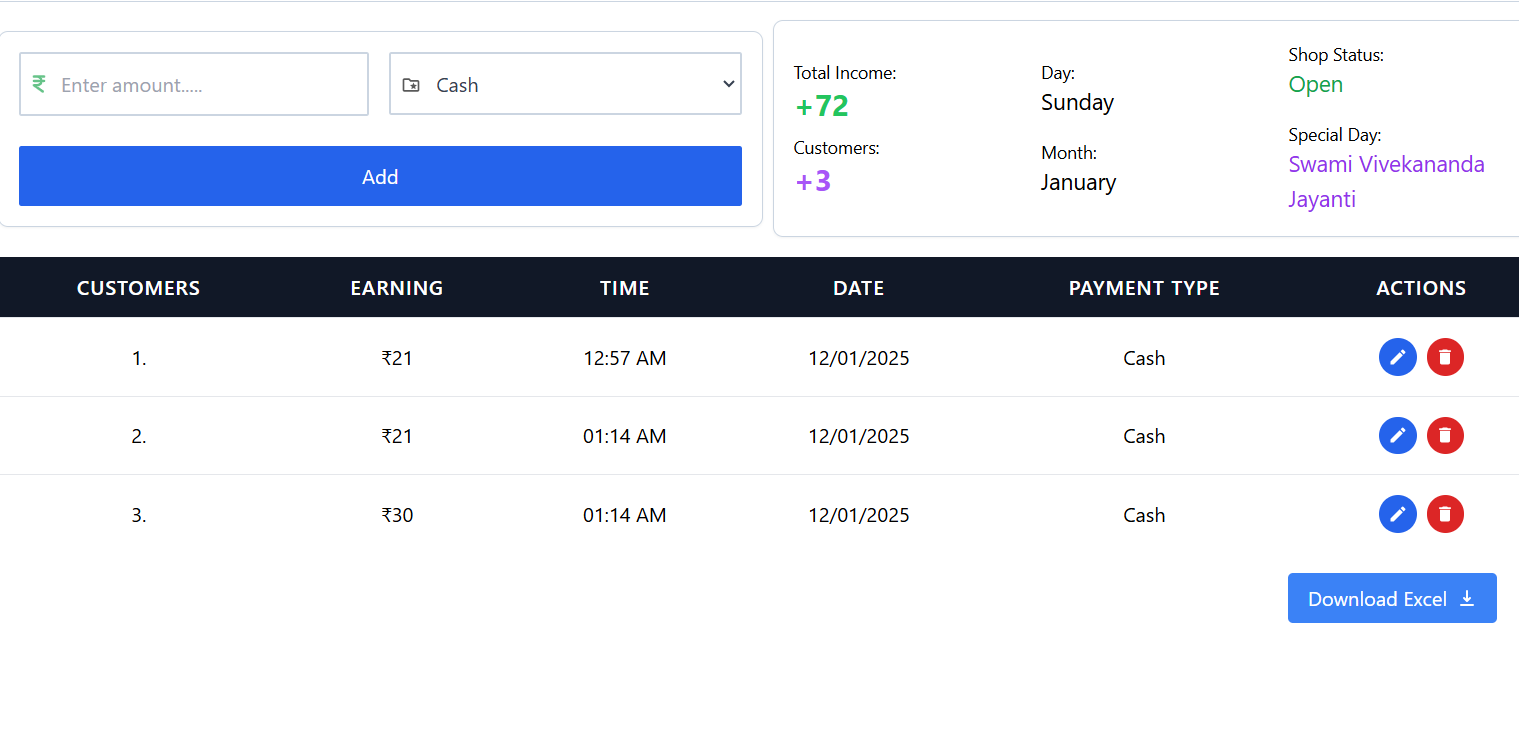 ₹ Enter amount.....
Cash
Add
Total Income:
+72
Customers:
+3
Day:
Sunday
Month:
January
Shop Status:
Open
Special Day:
Swami Vivekananda
Jayanti
CUSTOMERS EARNING TIME DATE PAYMENT TYPE ACTIONS
1. ₹21 12:57 AM 12/01/2025 Cash
2. ₹21 01:14 AM 12/01/2025 Cash
3. ₹30 01:14 AM 12/01/2025 Cash
Download Excel